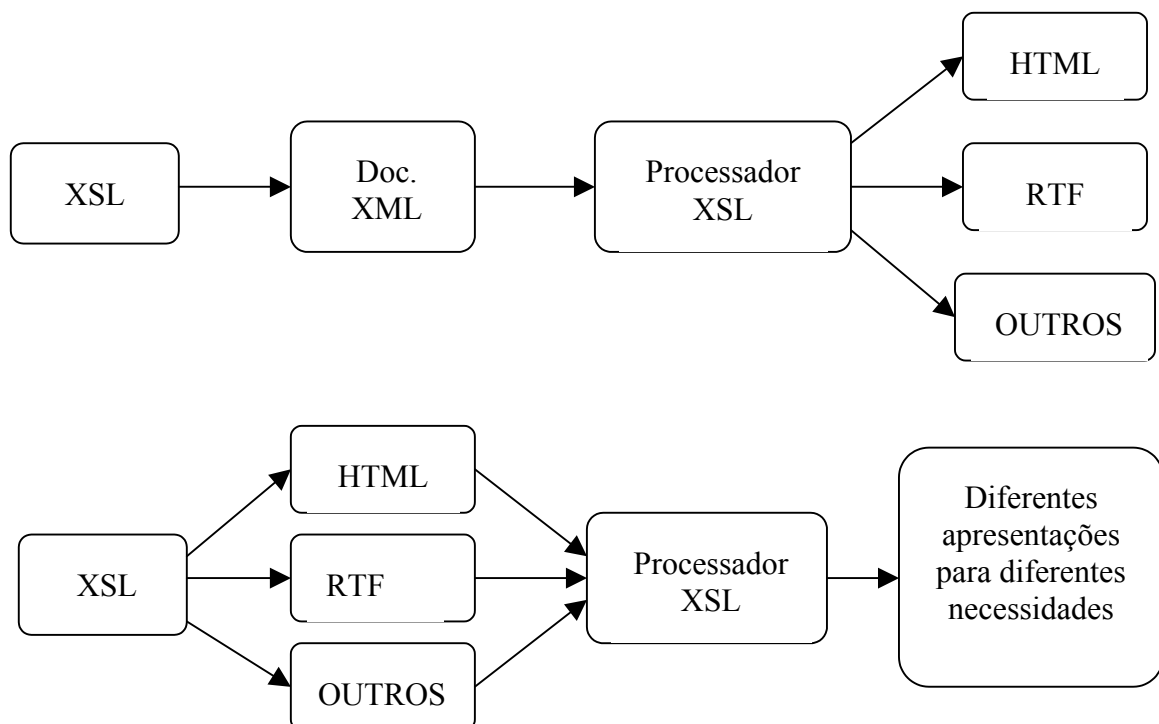 HTML
XSL
Doc.
XML
Processador
XSL
RTF
OUTROS
HTML
XSL
RTF
OUTROS
Processador
XSL
Diferentes
apresentações
para diferentes
necessidades